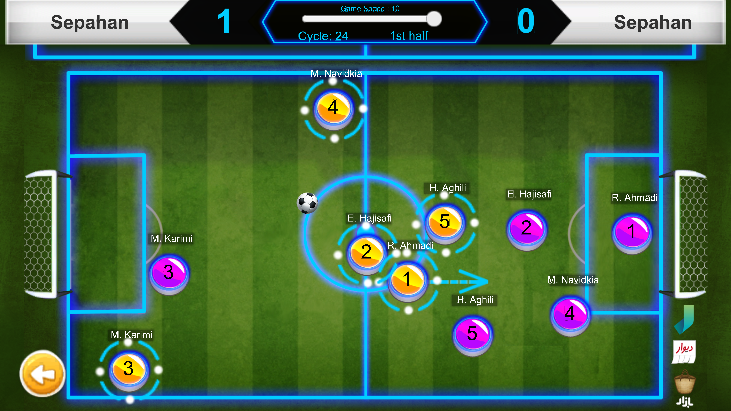 Sepahan
1
Game Speed : 10
Cycle: 24
1st half
0
Sepahan
M. Navidkia
4
H. Aghili
5
E. Hajisafi
2
R. Ahmadi
1
E. Hajisafi
2
R. Ahmadi
1
M. Karimi
3
M. Navidkia
4
H. Aghili
5
M. Karimi
3
دیوار
بازار